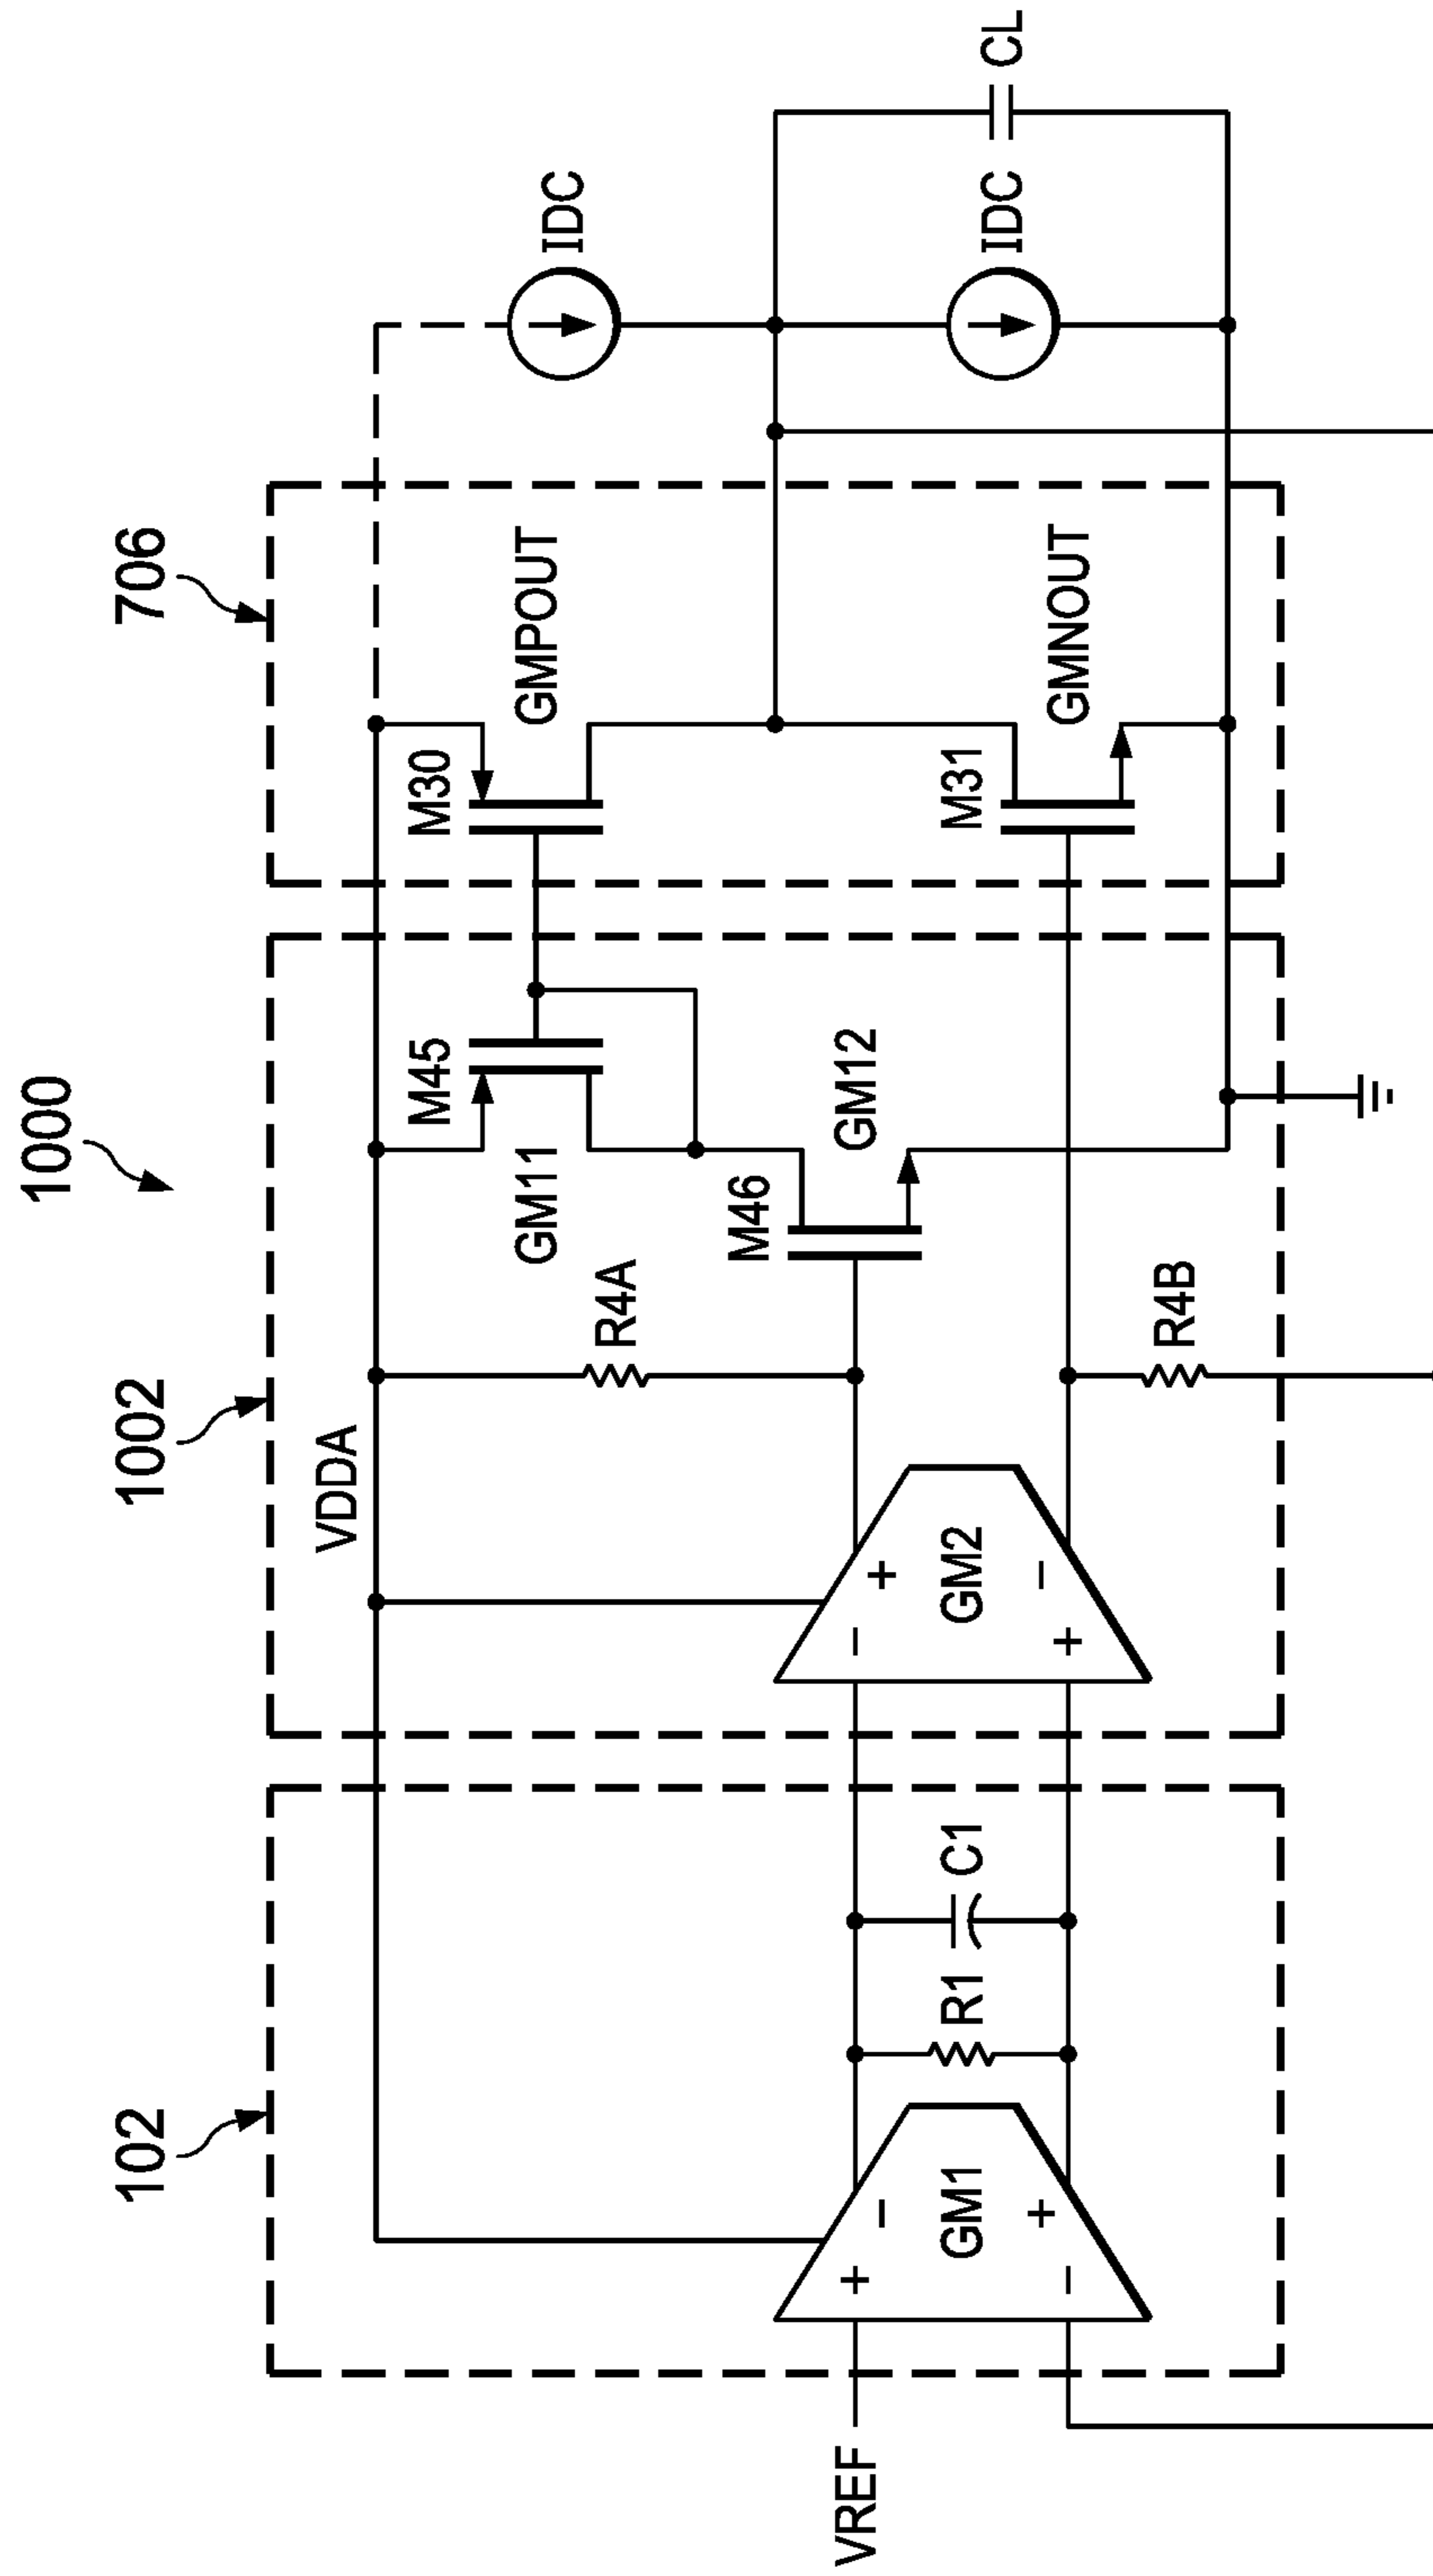 1000
102
1002
706
VDDA
VREF
+
-
GM1
-
+
R1
C1
-
+
GM2
+
-
R4A
R4B
M45
GM11
M46
GM12
M30
GMPOUT
M31
GMNOUT
IDC
IDC
CL